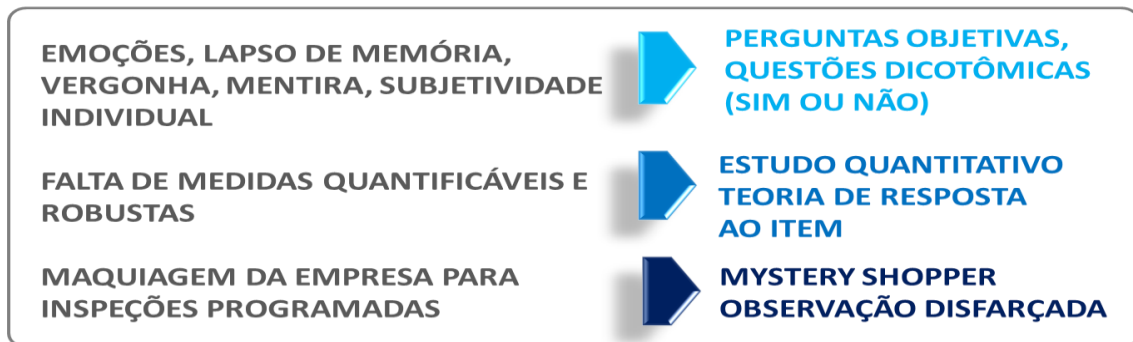 EMOÇÕES, LAPSO DE MEMÓRIA,
VERGONHA, MENTIRA, SUBJETIVIDADE
INDIVIDUAL
PERGUNTAS OBJETIVAS,
QUESTÕES DICOTÔMICAS
(SIM OU NÃO)
FALTA DE MEDIDAS QUANTIFICÁVEIS E
ROBUSTAS
ESTUDO QUANTITATIVO
TEORIA DE RESPOSTA
AO ITEM
MAQUIAGEM DA EMPRESA PARA
INSPEÇÕES PROGRAMADAS
MYSTERY SHOPPER
OBSERVAÇÃO DISFARÇADA